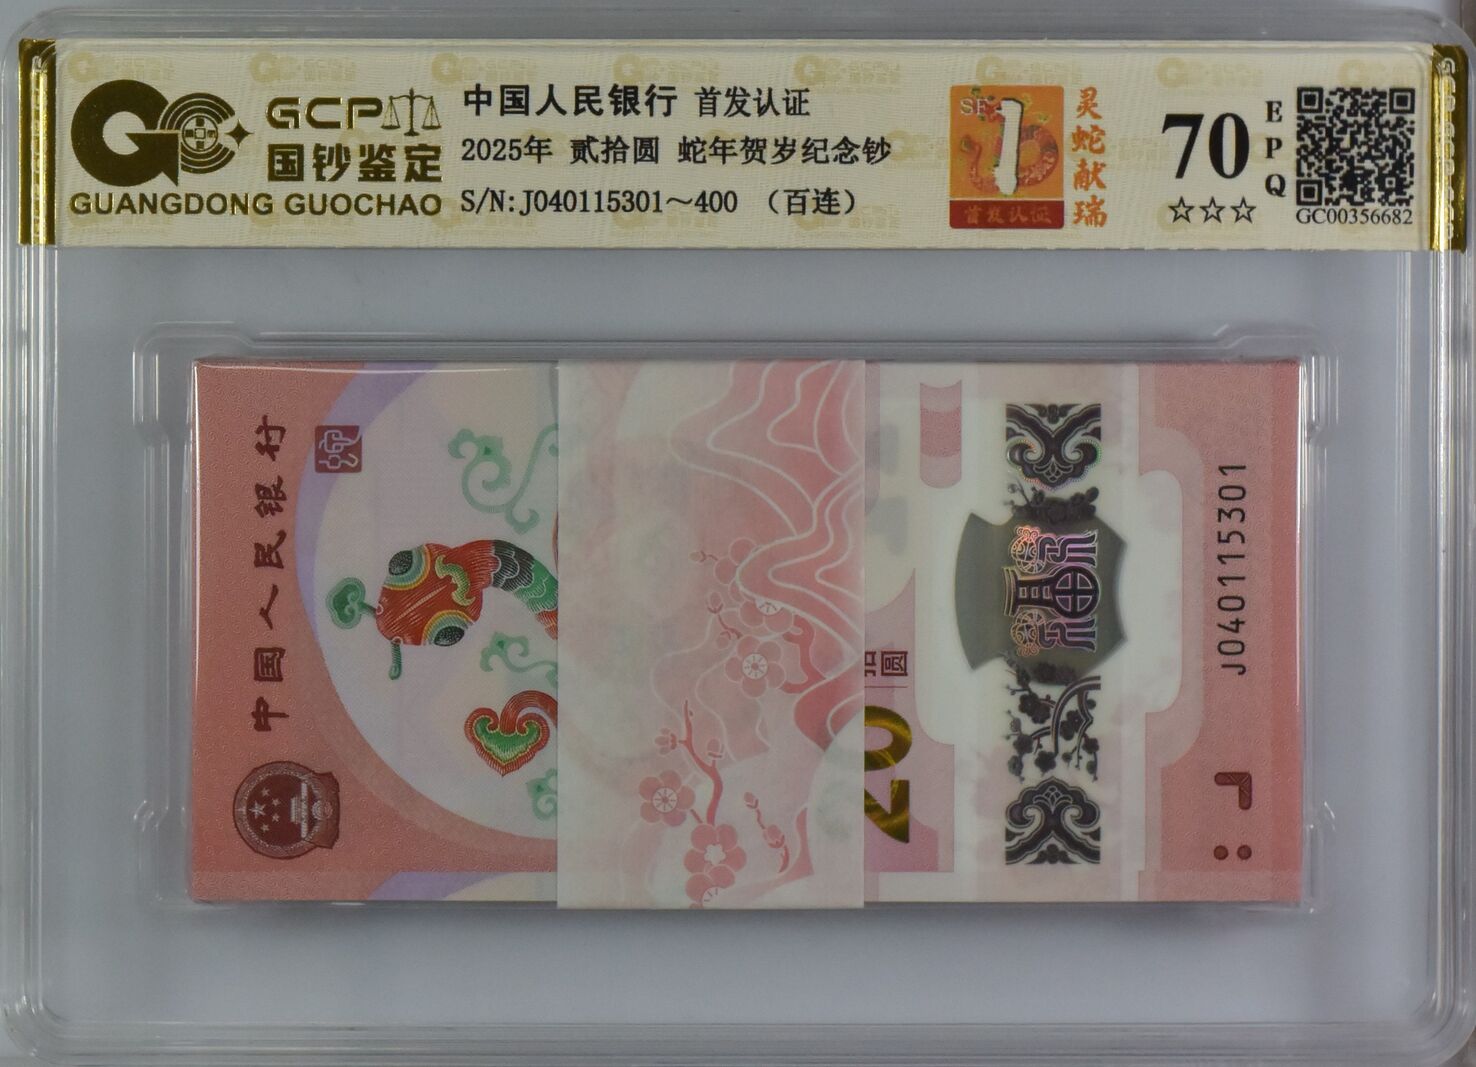 GCP
国钞鉴定
GUANGDONG GUOCHAO
中国人民银行 首发认证
2025年 贰拾圆 蛇年贺岁纪念钞
S/N:J040115301～400 （百连）
1
首发认证
灵蛇献瑞
70
EPQ
☆☆☆
GC00356682
中国人民银行
拾圆
20
J040115301